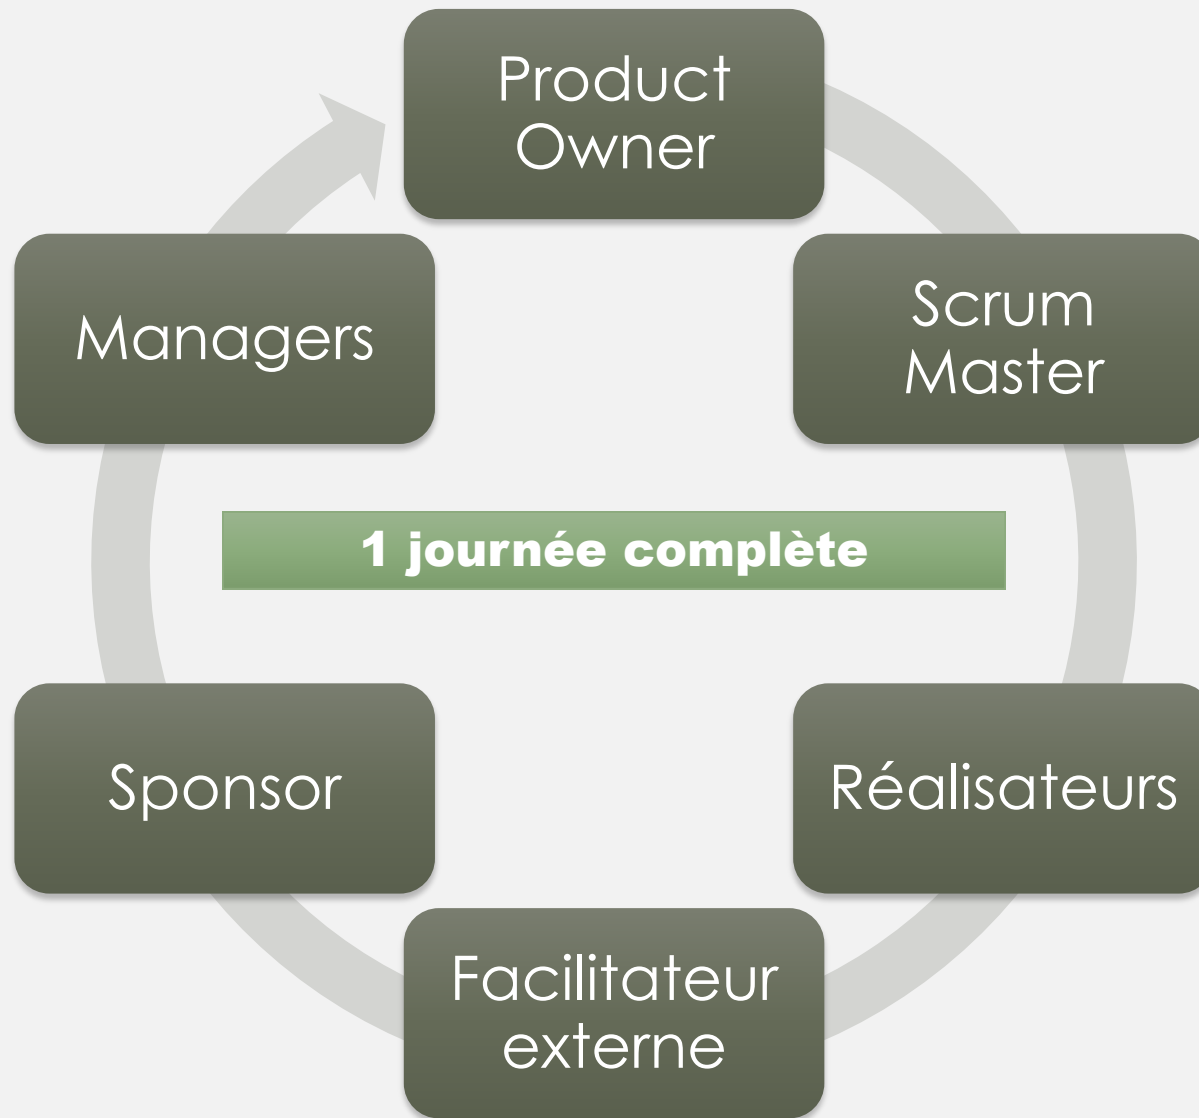 Product
Owner
Scrum
Master
Managers
1 journée complète
Réalisateurs
Sponsor
Facilitateur
externe